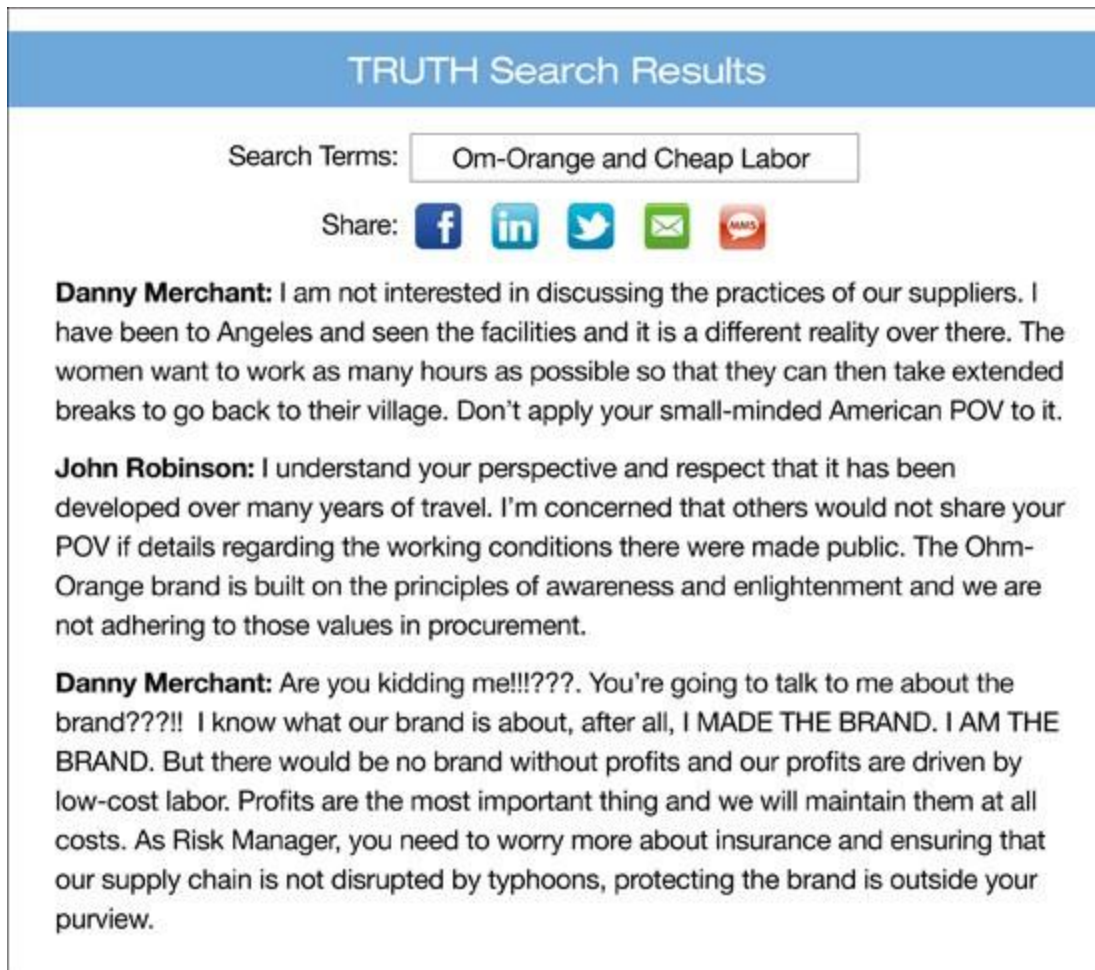 TRUTH Search Results
Search Terms: Om-Orange and Cheap Labor
Share: f in MMS
Danny Merchant: I am not interested in discussing the practices of our suppliers. I
have been to Angeles and seen the facilities and it is a different reality over there. The
women want to work as many hours as possible so that they can then take extended
breaks to go back to their village. Don't apply your small-minded American POV to it.
John Robinson: I understand your perspective and respect that it has been
developed over many years of travel. I'm concerned that others would not share your
POV if details regarding the working conditions there were made public. The Ohm-
Orange brand is built on the principles of awareness and enlightenment and we are
not adhering to those values in procurement.
Danny Merchant: Are you kidding me!!!???. You're going to talk to me about the
brand???!! I know what our brand is about, after all, I MADE THE BRAND. I AM THE
BRAND. But there would be no brand without profits and our profits are driven by
low-cost labor. Profits are the most important thing and we will maintain them at all
costs. As Risk Manager, you need to worry more about insurance and ensuring that
our supply chain is not disrupted by typhoons, protecting the brand is outside your
purview.